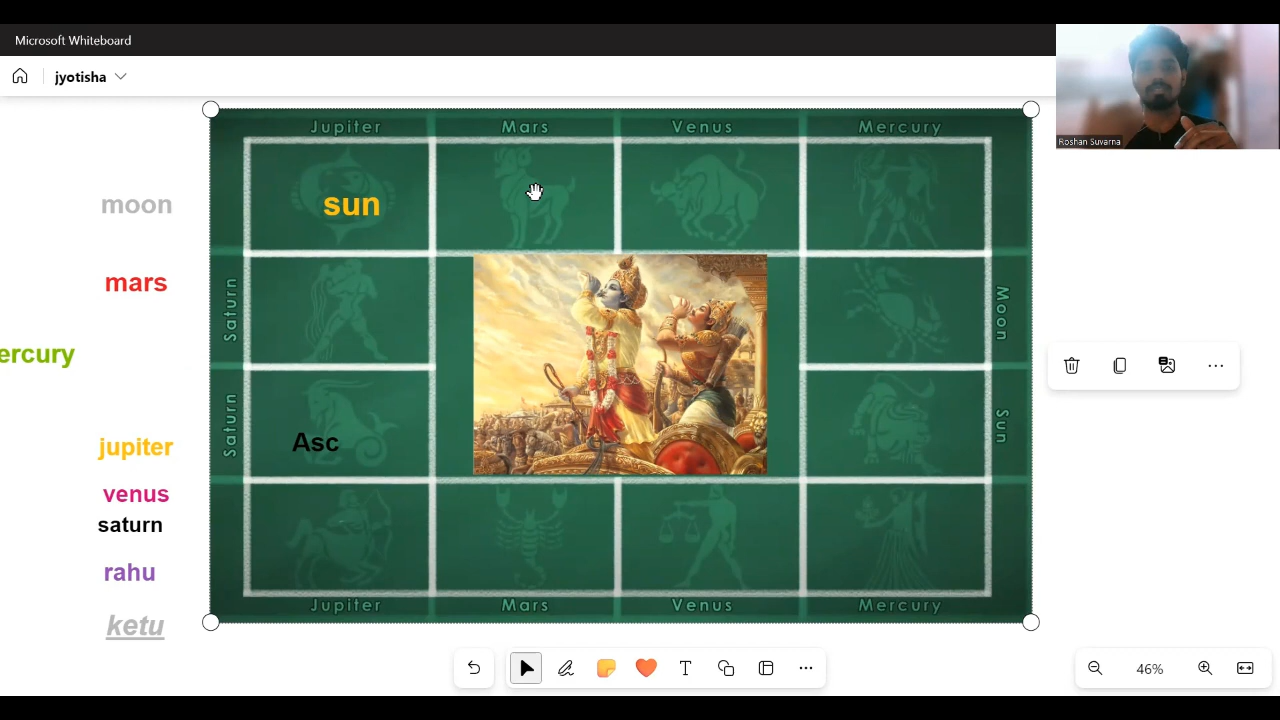 Microsoft Whiteboard
jyotisha
Roshan Suvarna
Jupiter
Mars
Venus
Mercury
moon
sun
mars
Saturn
Moon
ercury
Saturn
Sun
jupiter
Asc
venus
saturn
rahu
ketu
Jupiter
Mars
Venus
Mercury
46%